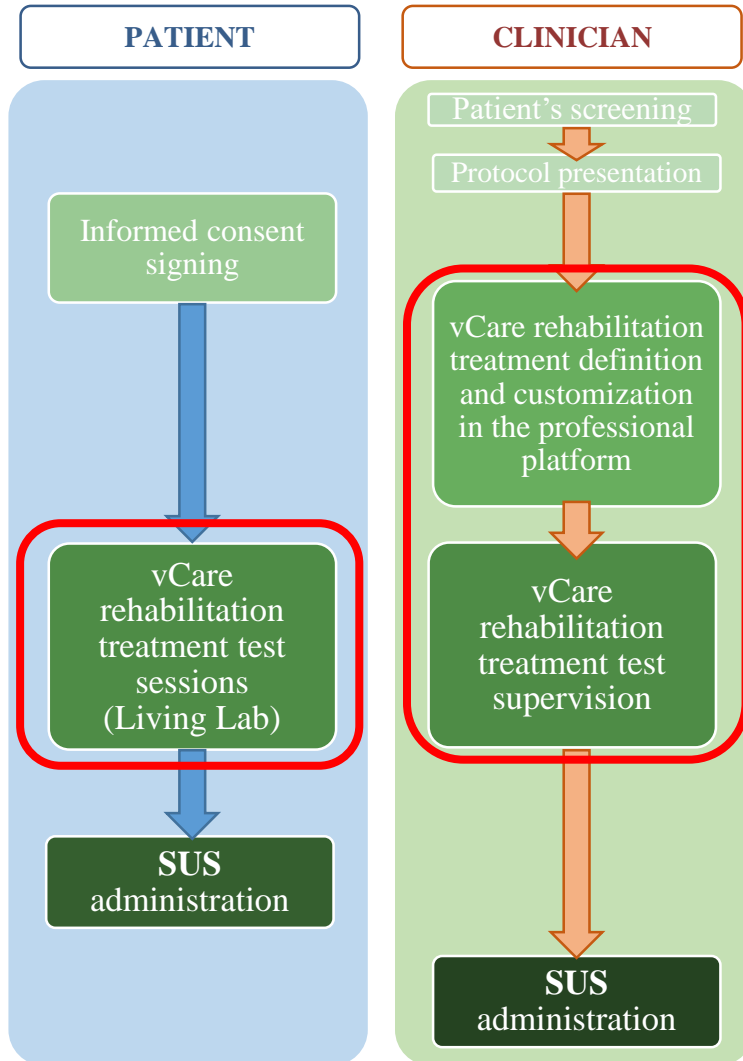 PATIENT
Informed consent
signing
vCare
rehabilitation
treatment test
sessions
(Living Lab)
SUS
administration
CLINICIAN
Patient's screening
Protocol presentation
vCare rehabilitation
treatment definition
and customization
in the professional
platform
vCare
rehabilitation
treatment test
supervision
SUS
administration